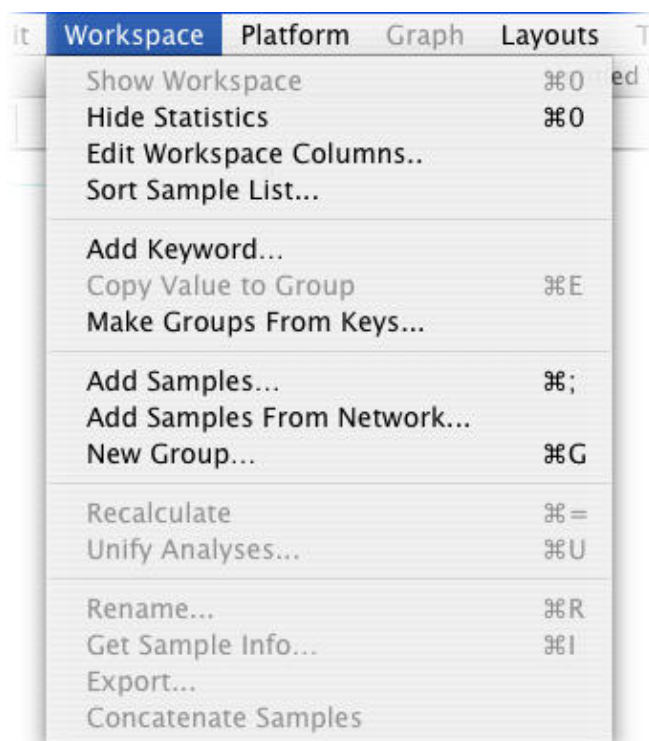 it Workspace Platform Graph Layouts T
ed
Show Workspace ⌘0
Hide Statistics ⌘0
Edit Workspace Columns..
Sort Sample List...
Add Keyword...
Copy Value to Group ⌘E
Make Groups From Keys...
Add Samples... ⌘;
Add Samples From Network...
New Group... ⌘G
Recalculate ⌘=
Unify Analyses... ⌘U
Rename... ⌘R
Get Sample Info... ⌘I
Export...
Concatenate Samples